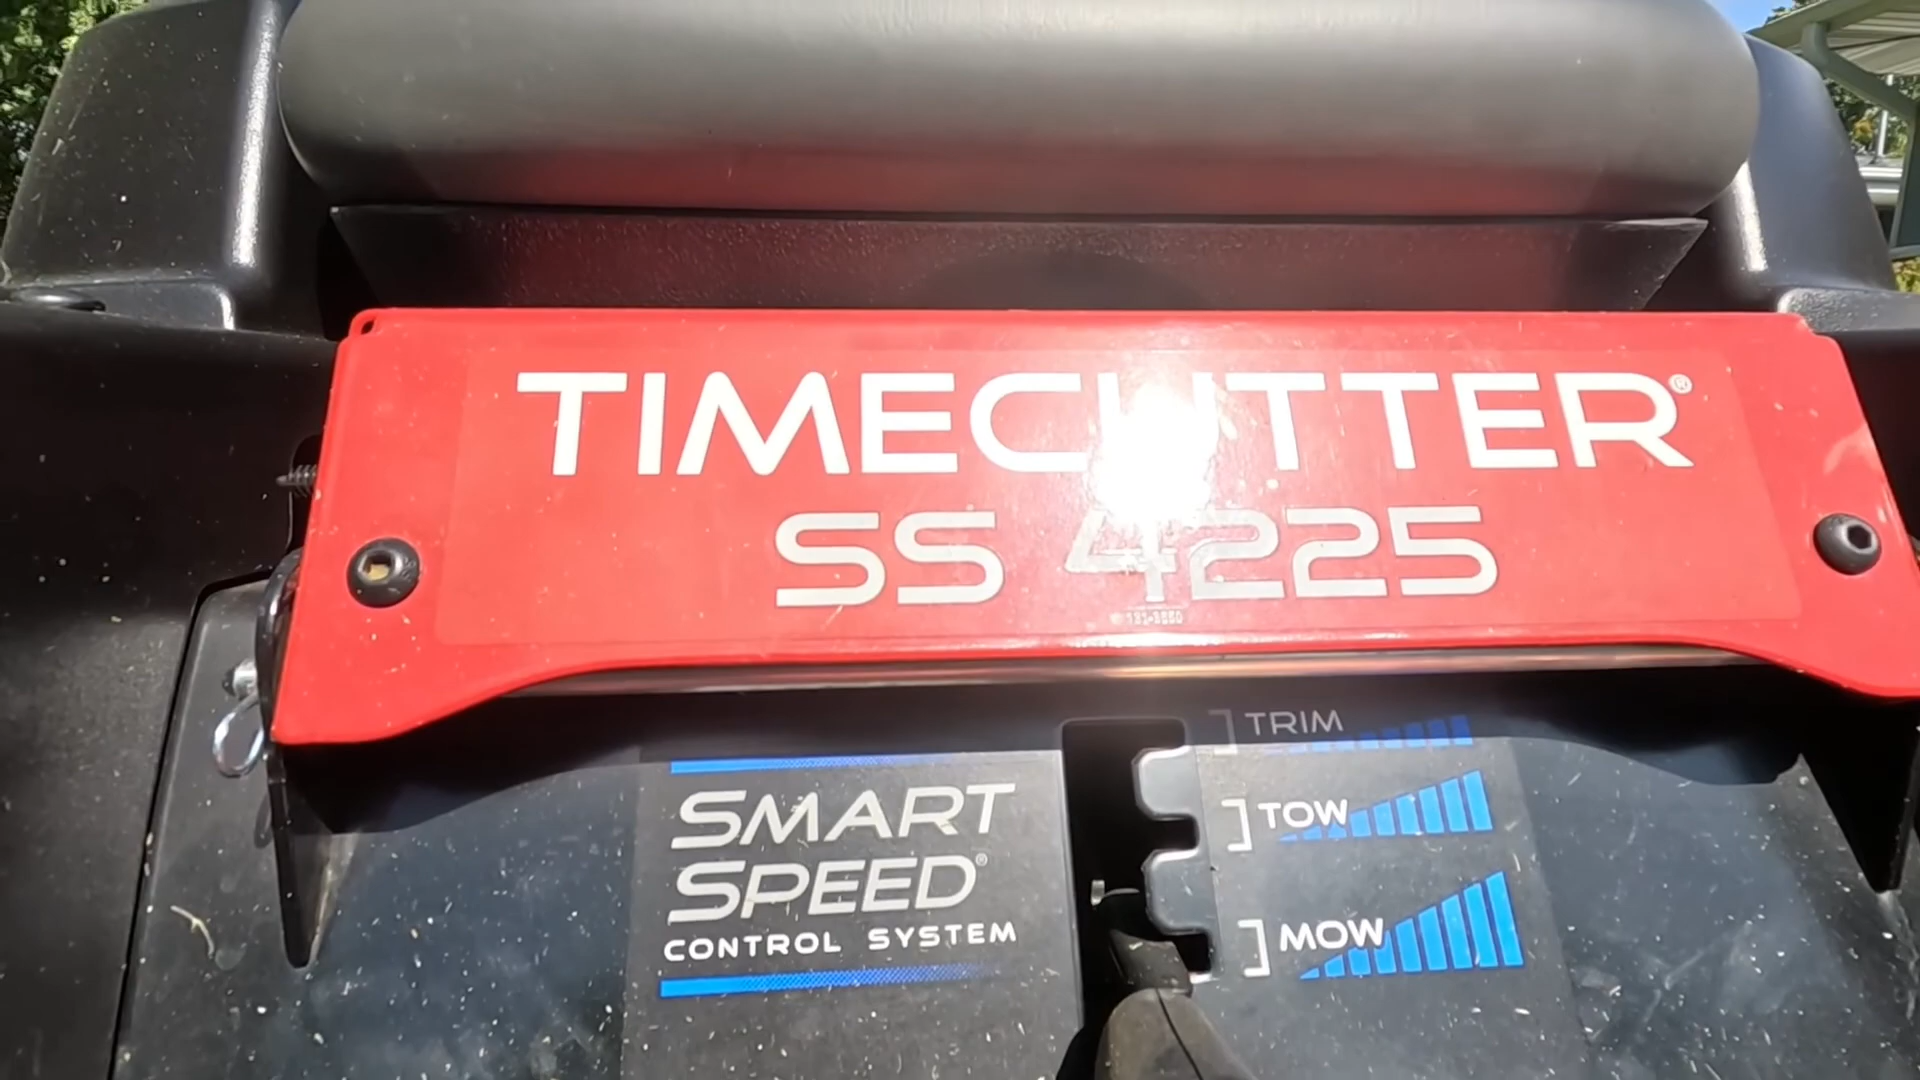 TIMECUTTER®
SS 4225
TRIM
TOW
SMART
SPEED®
CONTROL SYSTEM
MOW